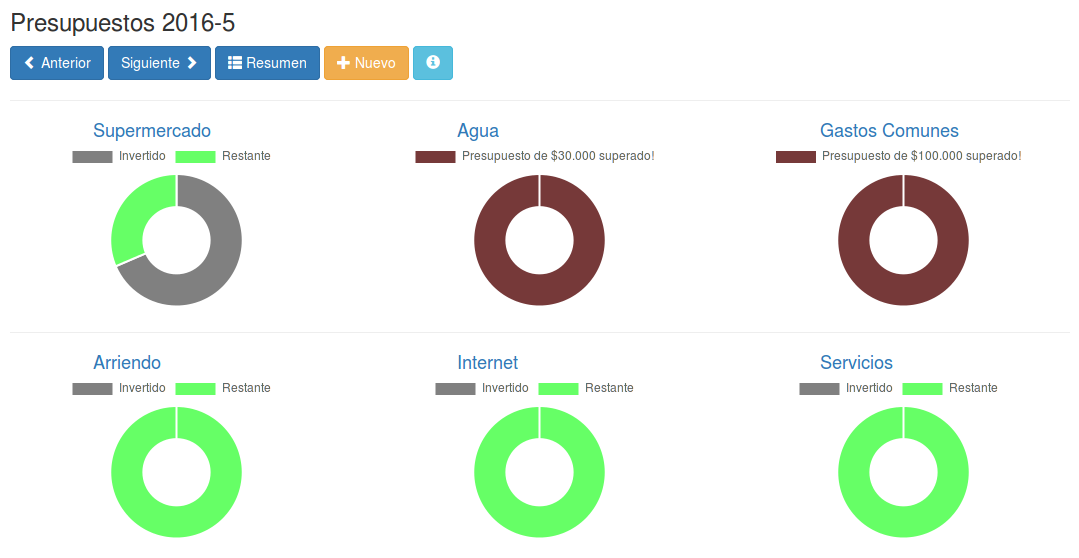 Presupuestos 2016-5
Anterior Siguiente Resumen Nuevo
Supermercado
Invertido Restante
Agua
Presupuesto de $30.000 superado!
Gastos Comunes
Presupuesto de $100.000 superado!
Arriendo
Invertido Restante
Internet
Invertido Restante
Servicios
Invertido Restante